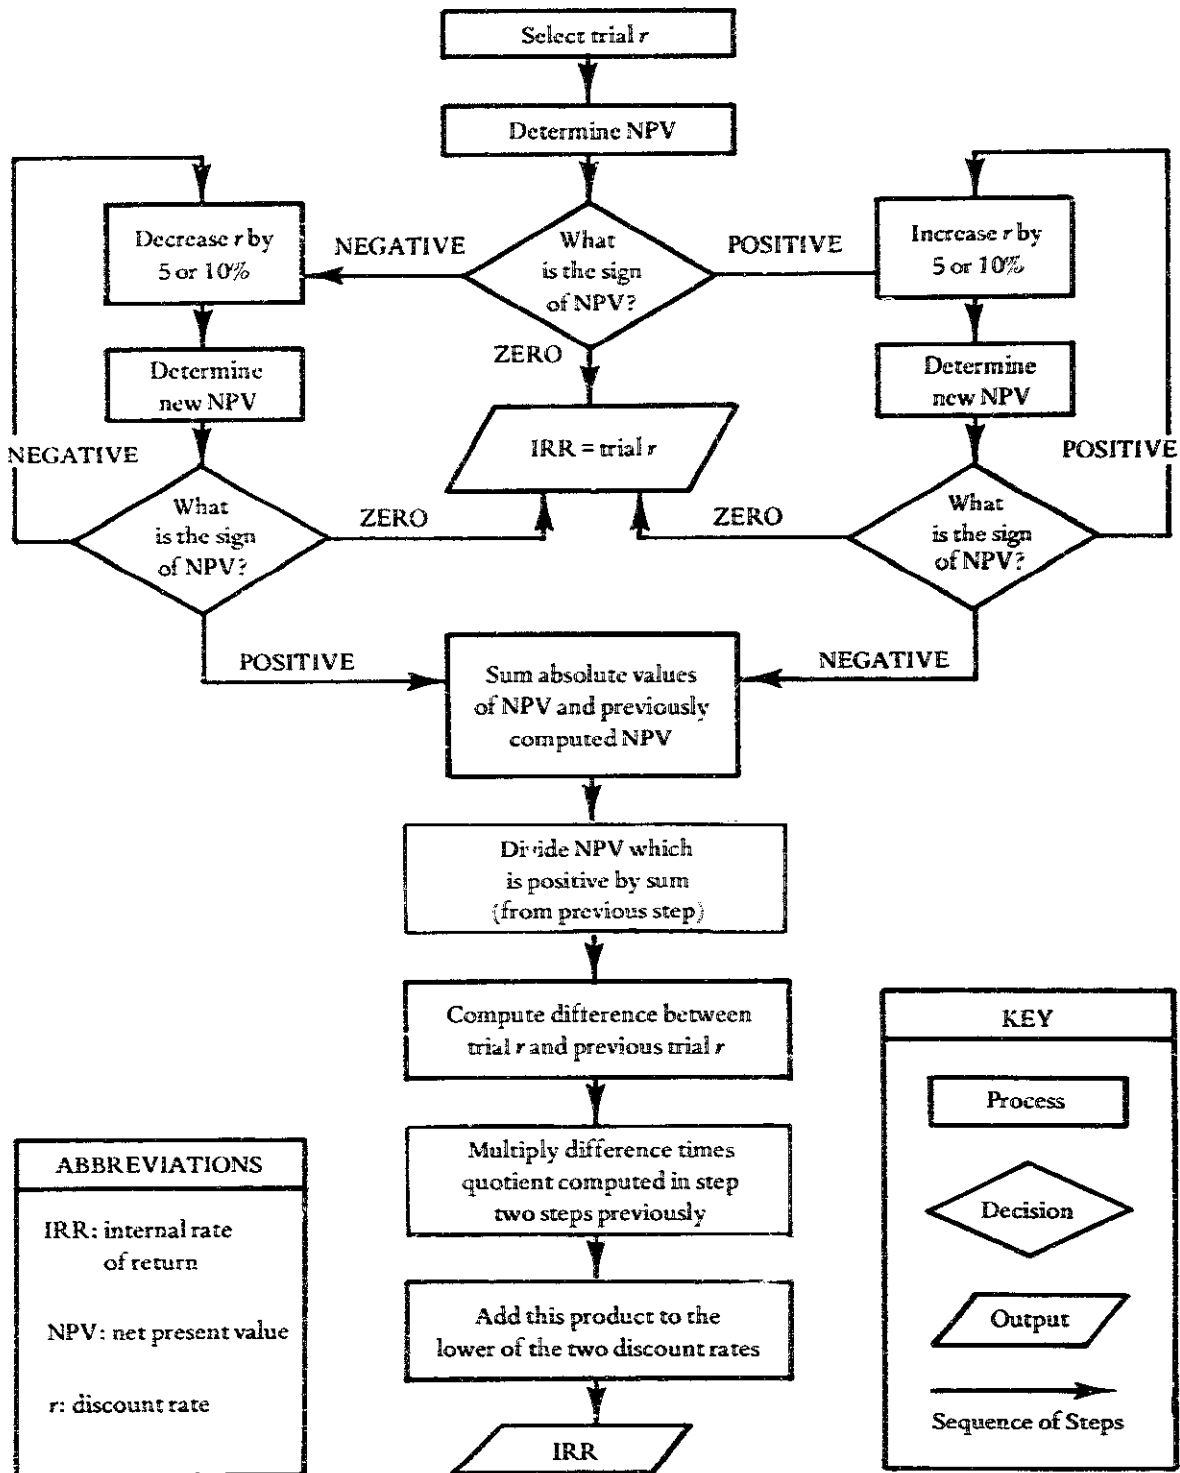 Select trial r
Determine NPV
Decrease r by
5 or 10%
NEGATIVE
What
is the sign
of NPV?
POSITIVE
Increase r by
5 or 10%
ZERO
Determine
new NPV
IRR = trial r
Determine
new NPV
NEGATIVE
POSITIVE
What
is the sign
of NPV?
ZERO
ZERO
What
is the sign
of NPV?
POSITIVE
NEGATIVE
Sum absolute values
of NPV and previously
computed NPV
Divide NPV which
is positive by sum
(from previous step)
Compute difference between
trial r and previous trial r
Multiply difference times
quotient computed in step
two steps previously
Add this product to the
lower of the two discount rates
IRR
ABBREVIATIONS
IRR: internal rate
of return
NPV: net present value
r: discount rate
KEY
Process
Decision
Output
Sequence of Steps